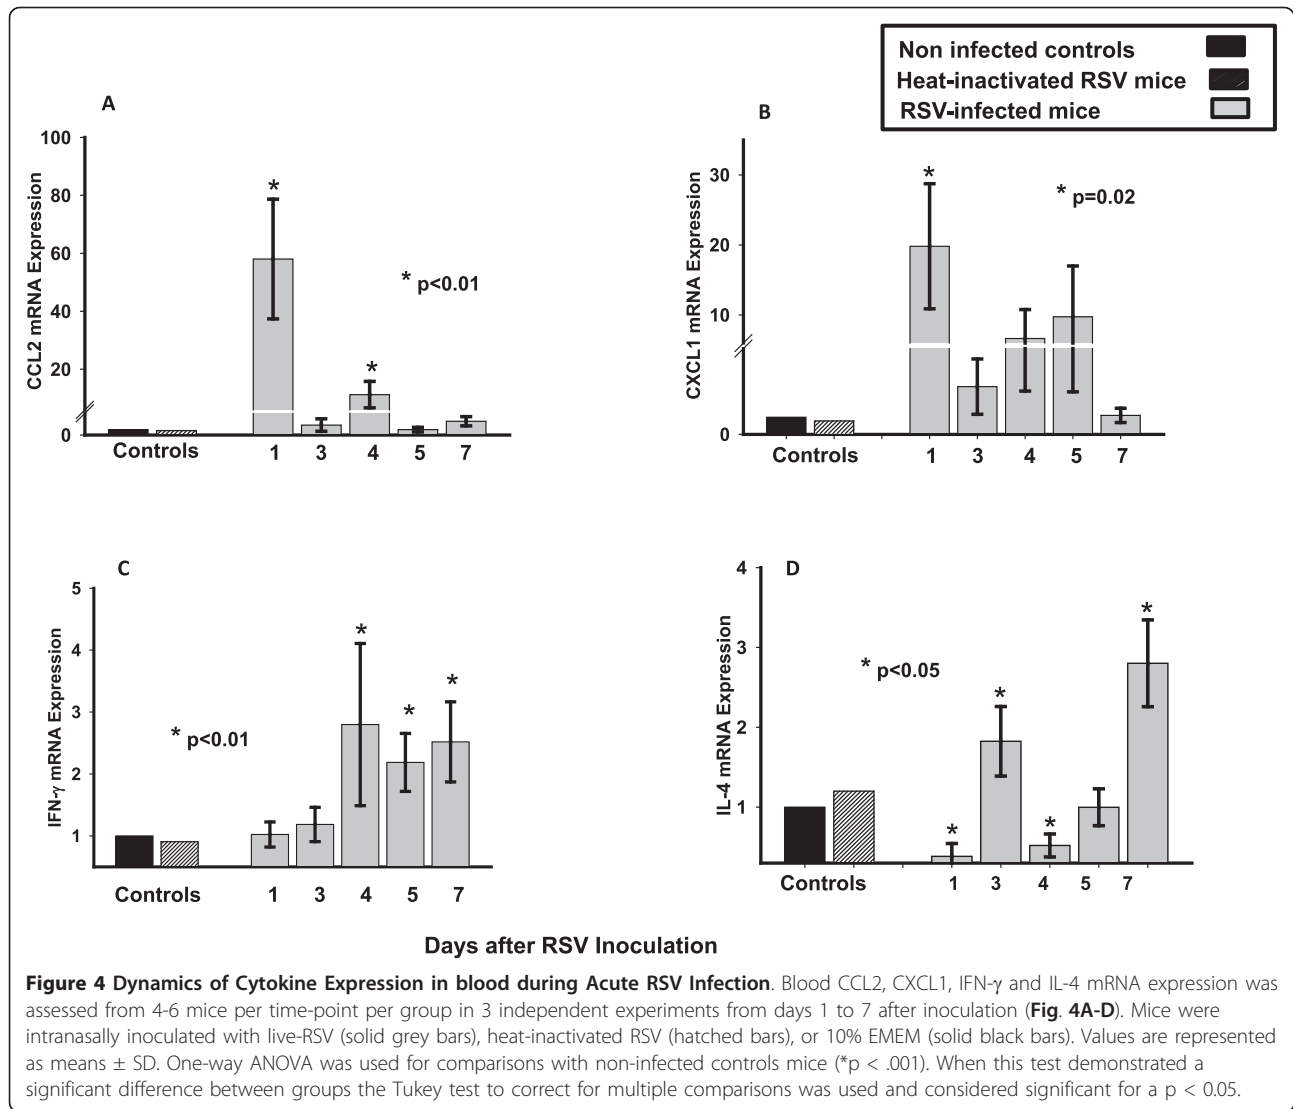 Non infected controls
Heat-inactivated RSV mice
RSV-infected mice
A
100
80
60
40
20
0
CCL2 mRNA Expression
*
*
* p<0.01
Controls
1 3 4 5 7
B
30
20
10
0
CXCL1 mRNA Expression
*
* p=0.02
Controls
1 3 4 5 7
C
5
4
3
2
1
IFN-γ mRNA Expression
*
*
*
* p<0.01
Controls
1 3 4 5 7
D
4
3
2
1
IL-4 mRNA Expression
*
*
*
*
* p<0.05
Controls
1 3 4 5 7
Days after RSV Inoculation
Figure 4 Dynamics of Cytokine Expression in blood during Acute RSV Infection. Blood CCL2, CXCL1, IFN-γ and IL-4 mRNA expression was
assessed from 4-6 mice per time-point per group in 3 independent experiments from days 1 to 7 after inoculation (Fig. 4A-D). Mice were
intranasally inoculated with live-RSV (solid grey bars), heat-inactivated RSV (hatched bars), or 10% EMEM (solid black bars). Values are represented
as means ± SD. One-way ANOVA was used for comparisons with non-infected controls mice (*p < .001). When this test demonstrated a
significant difference between groups the Tukey test to correct for multiple comparisons was used and considered significant for a p < 0.05.